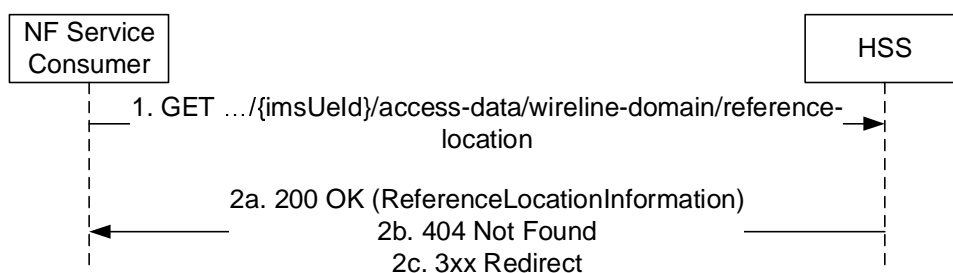 NF Service
Consumer
HSS
1. GET …/{imsUeId}/access-data/wireline-domain/reference-
location
2a. 200 OK (ReferenceLocationInformation)
2b. 404 Not Found
2c. 3xx Redirect